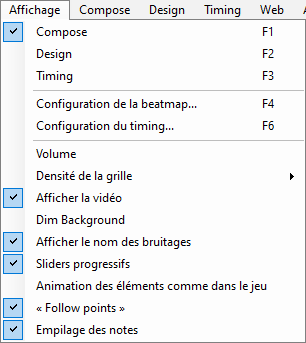 Affichage Compose Design Timing Web
Compose F1
Design F2
Timing F3
Configuration de la beatmap... F4
Configuration du timing... F6
Volume
Densité de la grille
Afficher la vidéo
Dim Background
Afficher le nom des bruitages
Sliders progressifs
Animation des éléments comme dans le jeu
« Follow points »
Empilage des notes